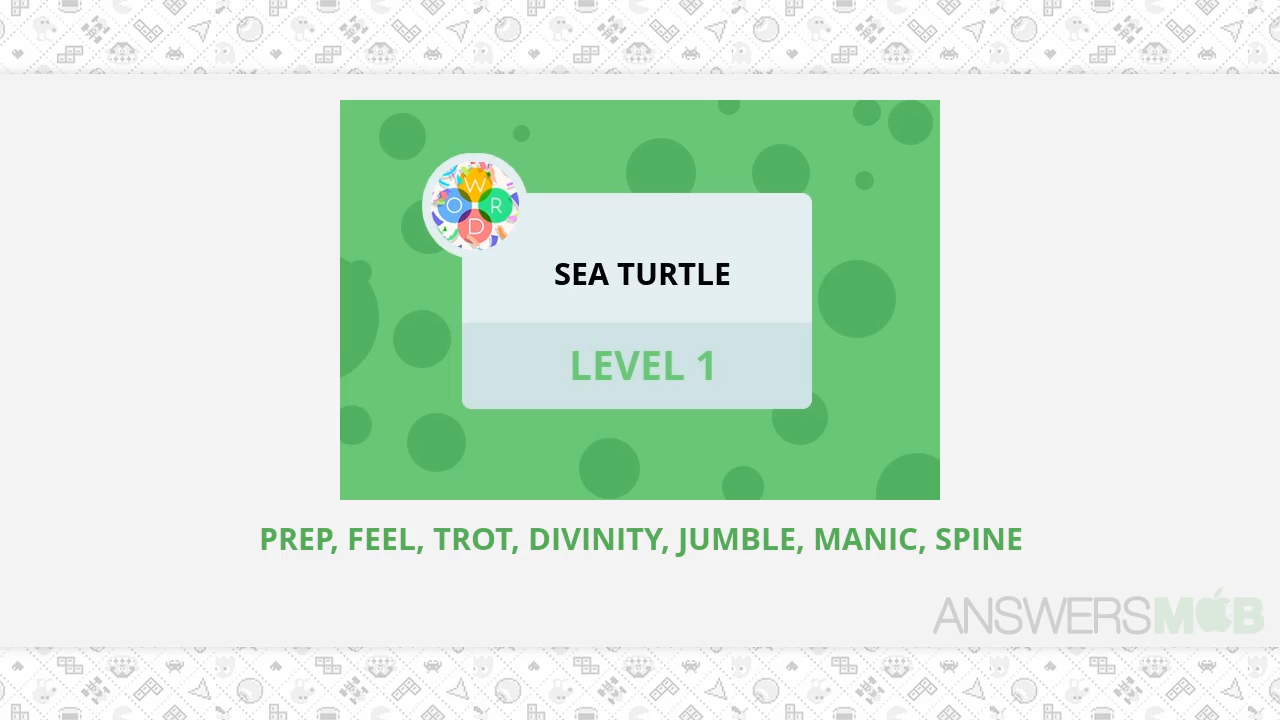 W
O R
D
SEA TURTLE
LEVEL 1
PREP, FEEL, TROT, DIVINITY, JUMBLE, MANIC, SPINE
ANSWERSMOB